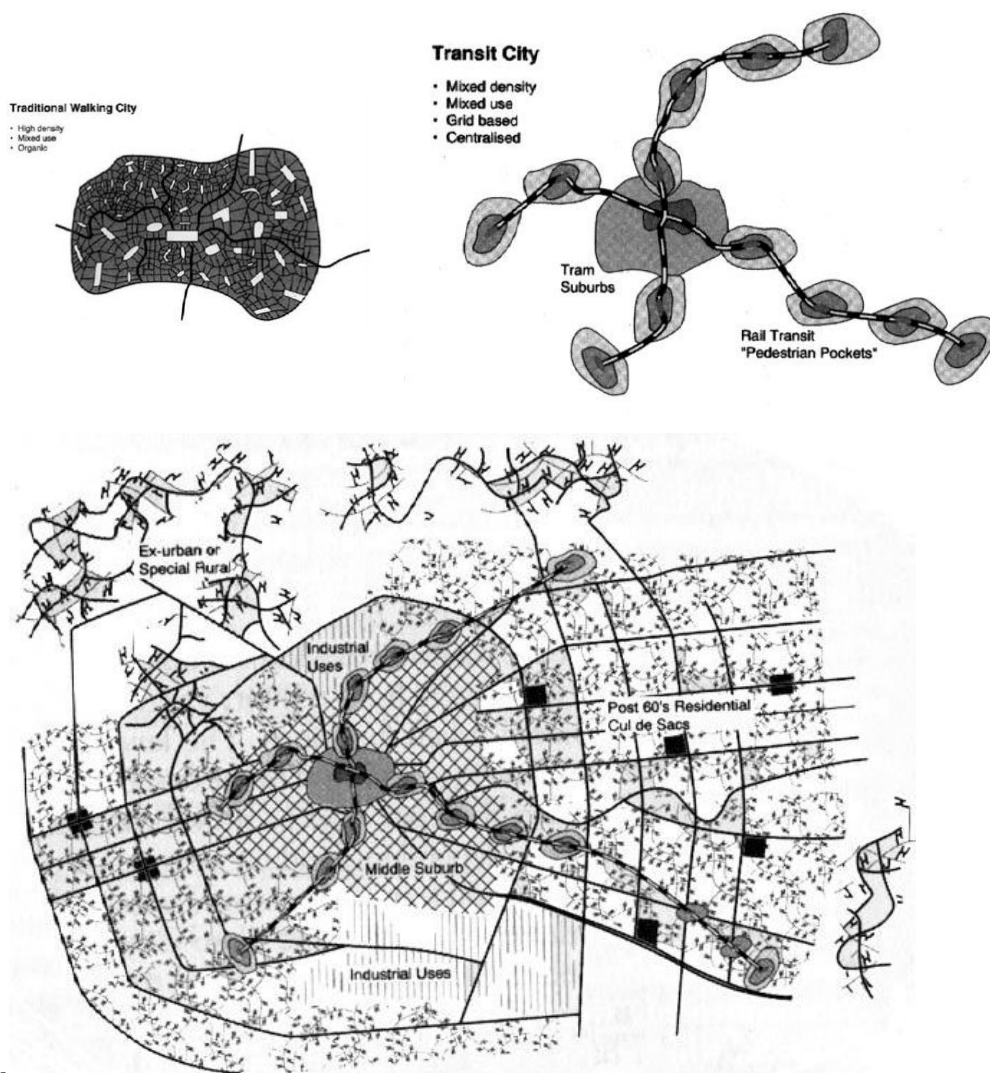 Traditional Walking City
• High density
• Mixed use
• Organic
Transit City
• Mixed density
• Mixed use
• Grid based
• Centralised
Tram
Suburbs
Rail Transit
"Pedestrian Pockets"
Ex-urban or
Special Rural
Industrial
Uses
Post 60's Residential
Cul de Sacs
Middle Suburb
Industrial Uses